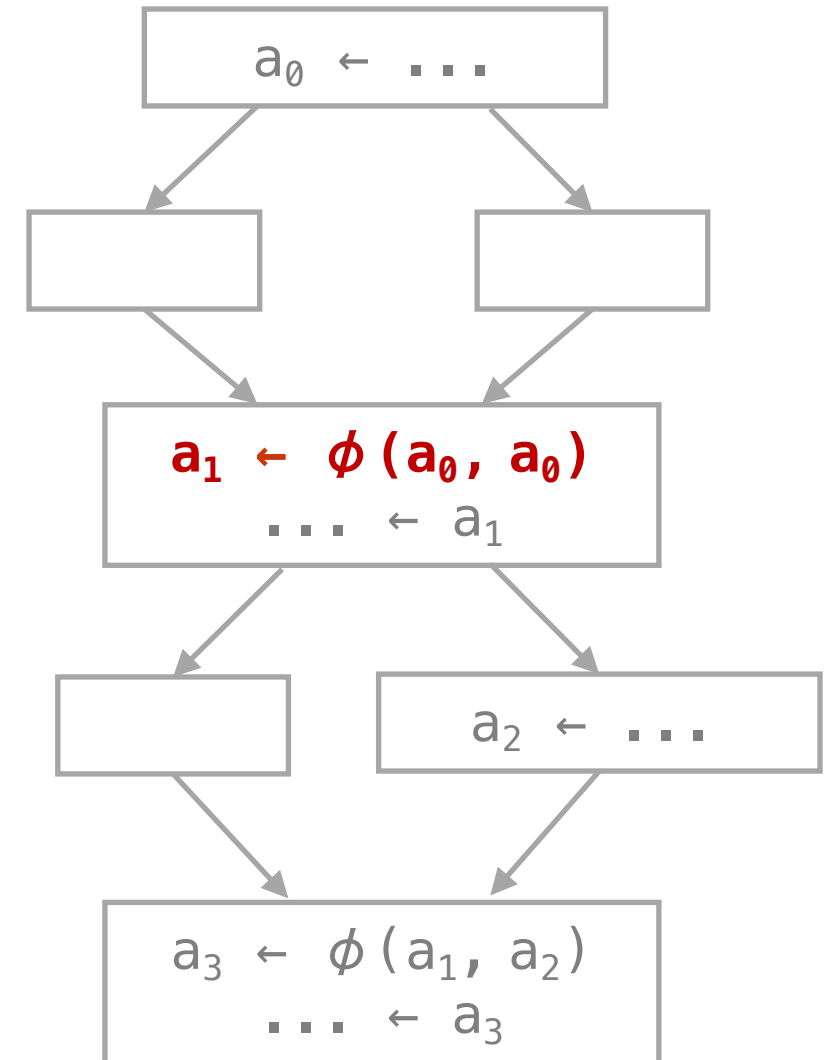 a₀ ← ...
a₁ ← ϕ(a₀, a₀)
... ← a₁
a₂ ← ...
a₃ ← ϕ(a₁, a₂)
... ← a₃